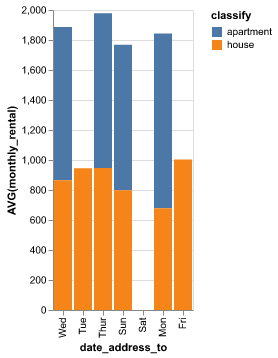 classify
apartment
house
AVG(monthly_rental)
2,000
1,800
1,600
1,400
1,200
1,000
800
600
400
200
0
Wed
Tue
Thur
Sun
Sat
Mon
Fri
date_address_to